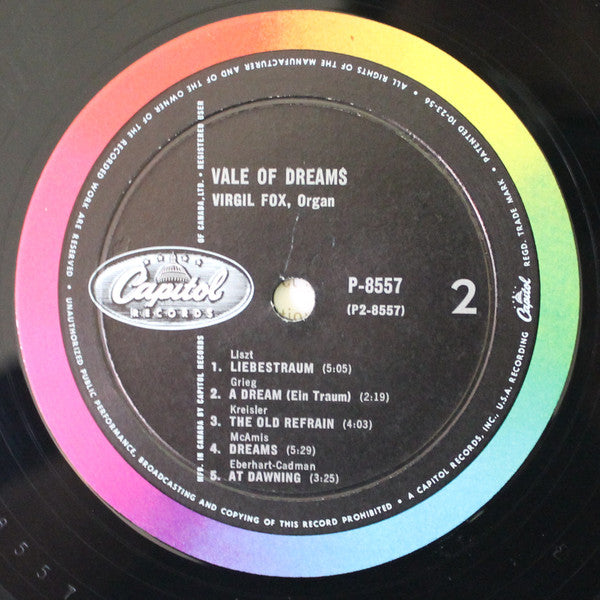 VALE OF DREAMS
VIRGIL FOX, Organ
Capitol
RECORDS
P-8557
(P2-8557)
2
Liszt
1. LIEBESTRAUM (5:05)
Grieg
2. A DREAM (Ein Traum) (2:19)
Kreisler
3. THE OLD REFRAIN (4:03)
McAmis
4. DREAMS (5:29)
Eberhart-Cadman
5. AT DAWNING (3:25)
MFD. IN CANADA BY CAPITOL RECORDS OF CANADA, LTD. • REGISTERED USER
ALL RIGHTS OF THE MANUFACTURER AND OF THE OWNER OF THE RECORDED WORK ARE RESERVED • UNAUTHORIZED PUBLIC PERFORMANCE, BROADCASTING AND COPYING OF THIS RECORD PROHIBITED • A CAPITOL RECORDS, INC., U.S.A. RECORDING
Capitol REGD. TRADE MARK • PATENTED 10-23-56 •